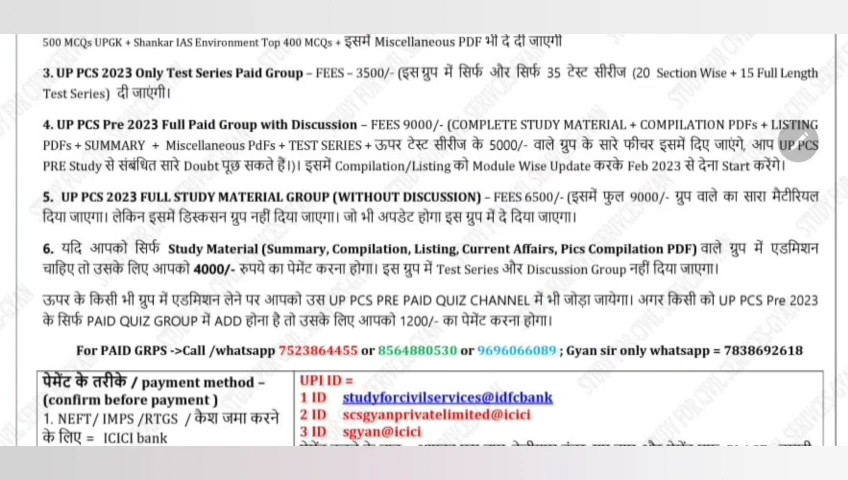 500 MCQs UPGK + Shankar IAS Environment Top 400 MCQs + इसमें Miscellaneous PDF भी दे दी जाएगी
3. UP PCS 2023 Only Test Series Paid Group – FEES – 3500/- (इस ग्रुप में सिर्फ और सिर्फ 35 टेस्ट सीरीज (20 Section Wise + 15 Full Length
Test Series) दी जाएंगी।
4. UP PCS Pre 2023 Full Paid Group with Discussion – FEES 9000/- (COMPLETE STUDY MATERIAL + COMPILATION PDFs + LISTING
PDFs + SUMMARY + Miscellaneous PdFs + TEST SERIES + ऊपर टेस्ट सीरीज के 5000/- वाले ग्रुप के सारे फीचर इसमें दिए जाएंगे, आप UP PCS
PRE Study से संबंधित सारे Doubt पूछ सकते हैं।)। इसमें Compilation/Listing को Module Wise Update करके Feb 2023 से देना Start करेंगे।
5. UP PCS 2023 FULL STUDY MATERIAL GROUP (WITHOUT DISCUSSION) – FEES 6500/- (इसमें फुल 9000/- ग्रुप वाले का सारा मैटीरियल
दिया जाएगा। लेकिन इसमें डिस्कसन ग्रुप नहीं दिया जाएगा। जो भी अपडेट होगा इस ग्रुप में दे दिया जाएगा।
6. यदि आपको सिर्फ Study Material (Summary, Compilation, Listing, Current Affairs, Pics Compilation PDF) वाले ग्रुप में एडमिशन
चाहिए तो उसके लिए आपको 4000/- रुपये का पेमेंट करना होगा। इस ग्रुप में Test Series और Discussion Group नहीं दिया जाएगा।
ऊपर के किसी भी ग्रुप में एडमिशन लेने पर आपको उस UP PCS PRE PAID QUIZ CHANNEL में भी जोड़ा जायेगा। अगर किसी को UP PCS Pre 2023
के सिर्फ PAID QUIZ GROUP में ADD होना है तो उसके लिए आपको 1200/- का पेमेंट करना होगा।
For PAID GRPS ->Call /whatsapp 7523864455 or 8564880530 or 9696066089 ; Gyan sir only whatsapp = 7838692618
पेमेंट के तरीके / payment method –
(confirm before payment )
1. NEFT/ IMPS /RTGS / कैश जमा करने
के लिए = ICICI bank
UPI ID =
1 ID studyforcivilservices@idfcbank
2 ID scsgyanprivatelimited@icici
3 ID sgyan@icici